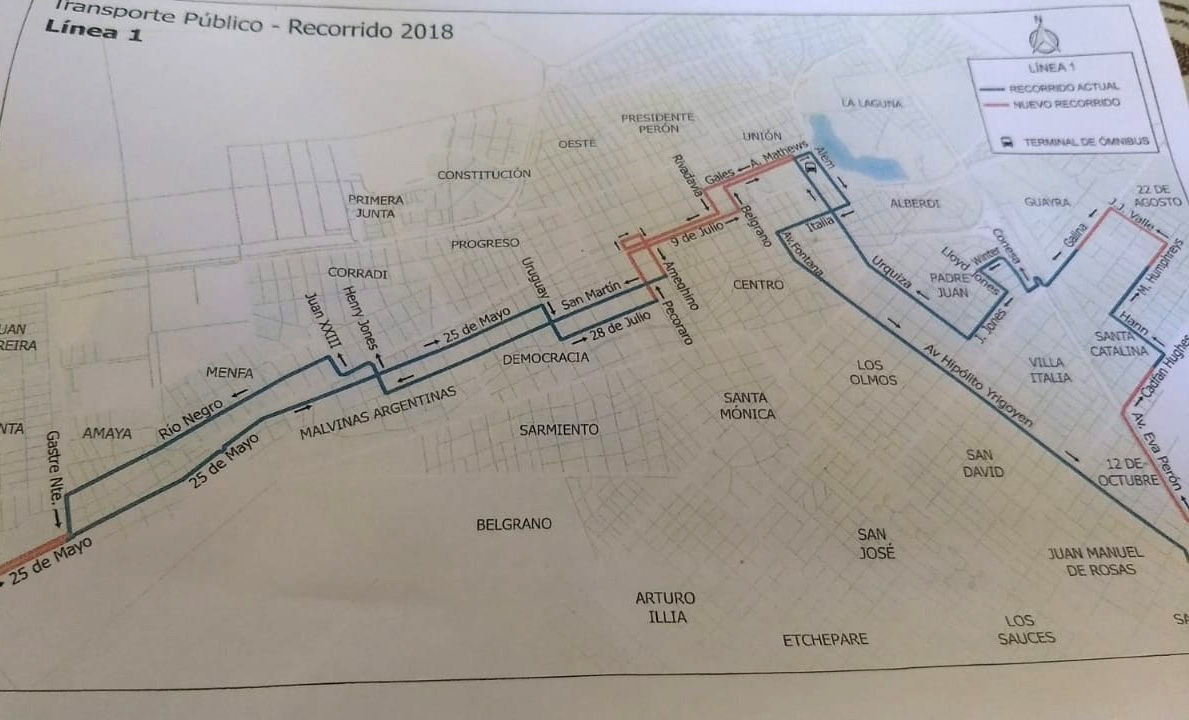 Transporte Público - Recorrido 2018
Línea 1
N
LÍNEA 1
RECORRIDO ACTUAL
NUEVO RECORRIDO
TERMINAL DE ÓMNIBUS
LA LAGUNA
PRESIDENTE
PERÓN
UNIÓN
OESTE
CONSTITUCIÓN
PRIMERA
JUNTA
PROGRESO
CORRADI
Rivadavia
Gales
A. Mathews
Alem
ALBERDI
GUAYRA
22 DE
AGOSTO
J.J. Valle
Galina
M. Humphreys
Belgrano
9 de Julio
Italia
Av. Fontana
Urquiza
Lloyd Jones
Winter
Conesa
PADRE
JUAN
J. Jones
Hann
SANTA
CATALINA
Cadfan Hughes
VILLA
ITALIA
CENTRO
Ameghino
Pecoraro
San Martín
28 de Julio
Uruguay
25 de Mayo
DEMOCRACIA
Henry Jones
Juan XXIII
MENFA
Río Negro
MALVINAS ARGENTINAS
25 de Mayo
AMAYA
Gastre Nte.
25 de Mayo
UAN
REIRA
NTA
SARMIENTO
SANTA
MÓNICA
LOS
OLMOS
Av Hipólito Yrigoyen
SAN
DAVID
12 DE
OCTUBRE
Av. Eva Perón
BELGRANO
SAN
JOSÉ
JUAN MANUEL
DE ROSAS
ARTURO
ILLIA
ETCHEPARE
LOS
SAUCES
SA